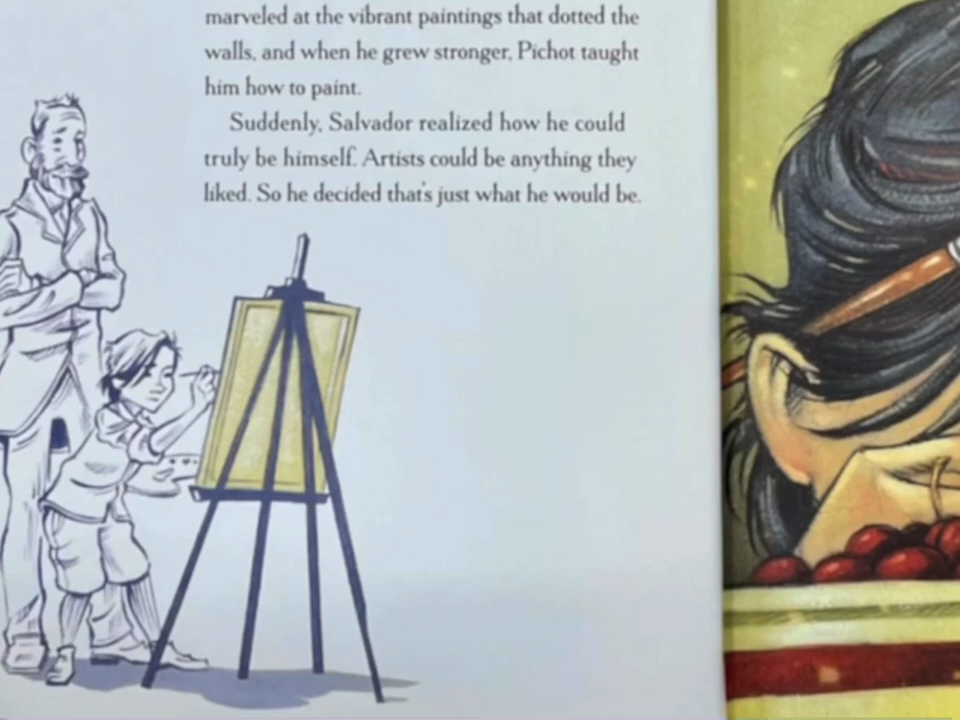 marveled at the vibrant paintings that dotted the
walls, and when he grew stronger, Pichot taught
him how to paint.
Suddenly, Salvador realized how he could
truly be himself. Artists could be anything they
liked. So he decided that's just what he would be.